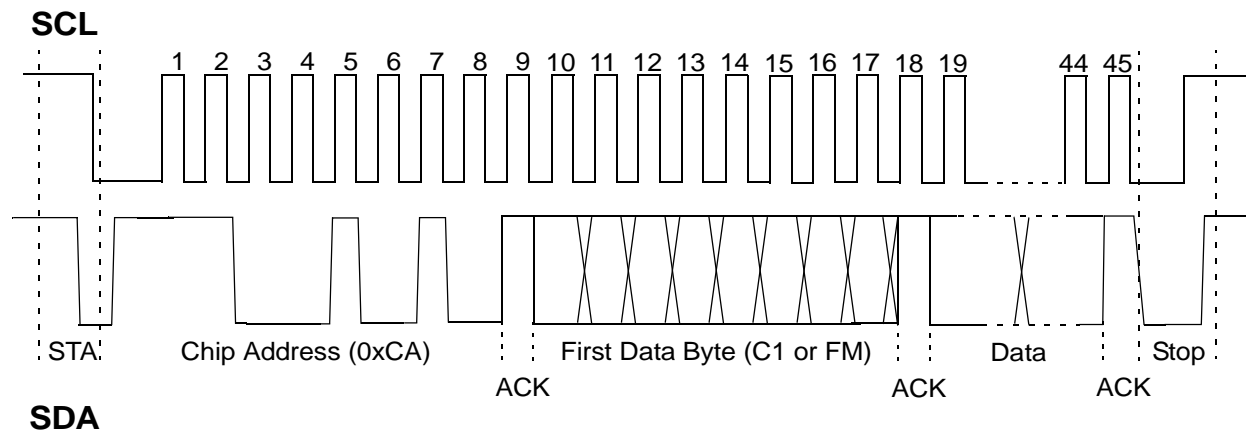 SCL
1 2 3 4 5 6 7 8 9 10 11 12 13 14 15 16 17 18 19 44 45
STA Chip Address (0xCA) First Data Byte (C1 or FM) Data Stop
ACK ACK ACK
SDA